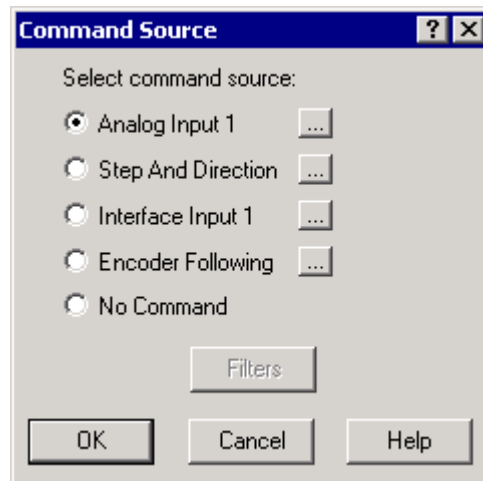 Command Source
Select command source:
Analog Input 1 ...
Step And Direction ...
Interface Input 1 ...
Encoder Following ...
No Command
Filters
OK Cancel Help